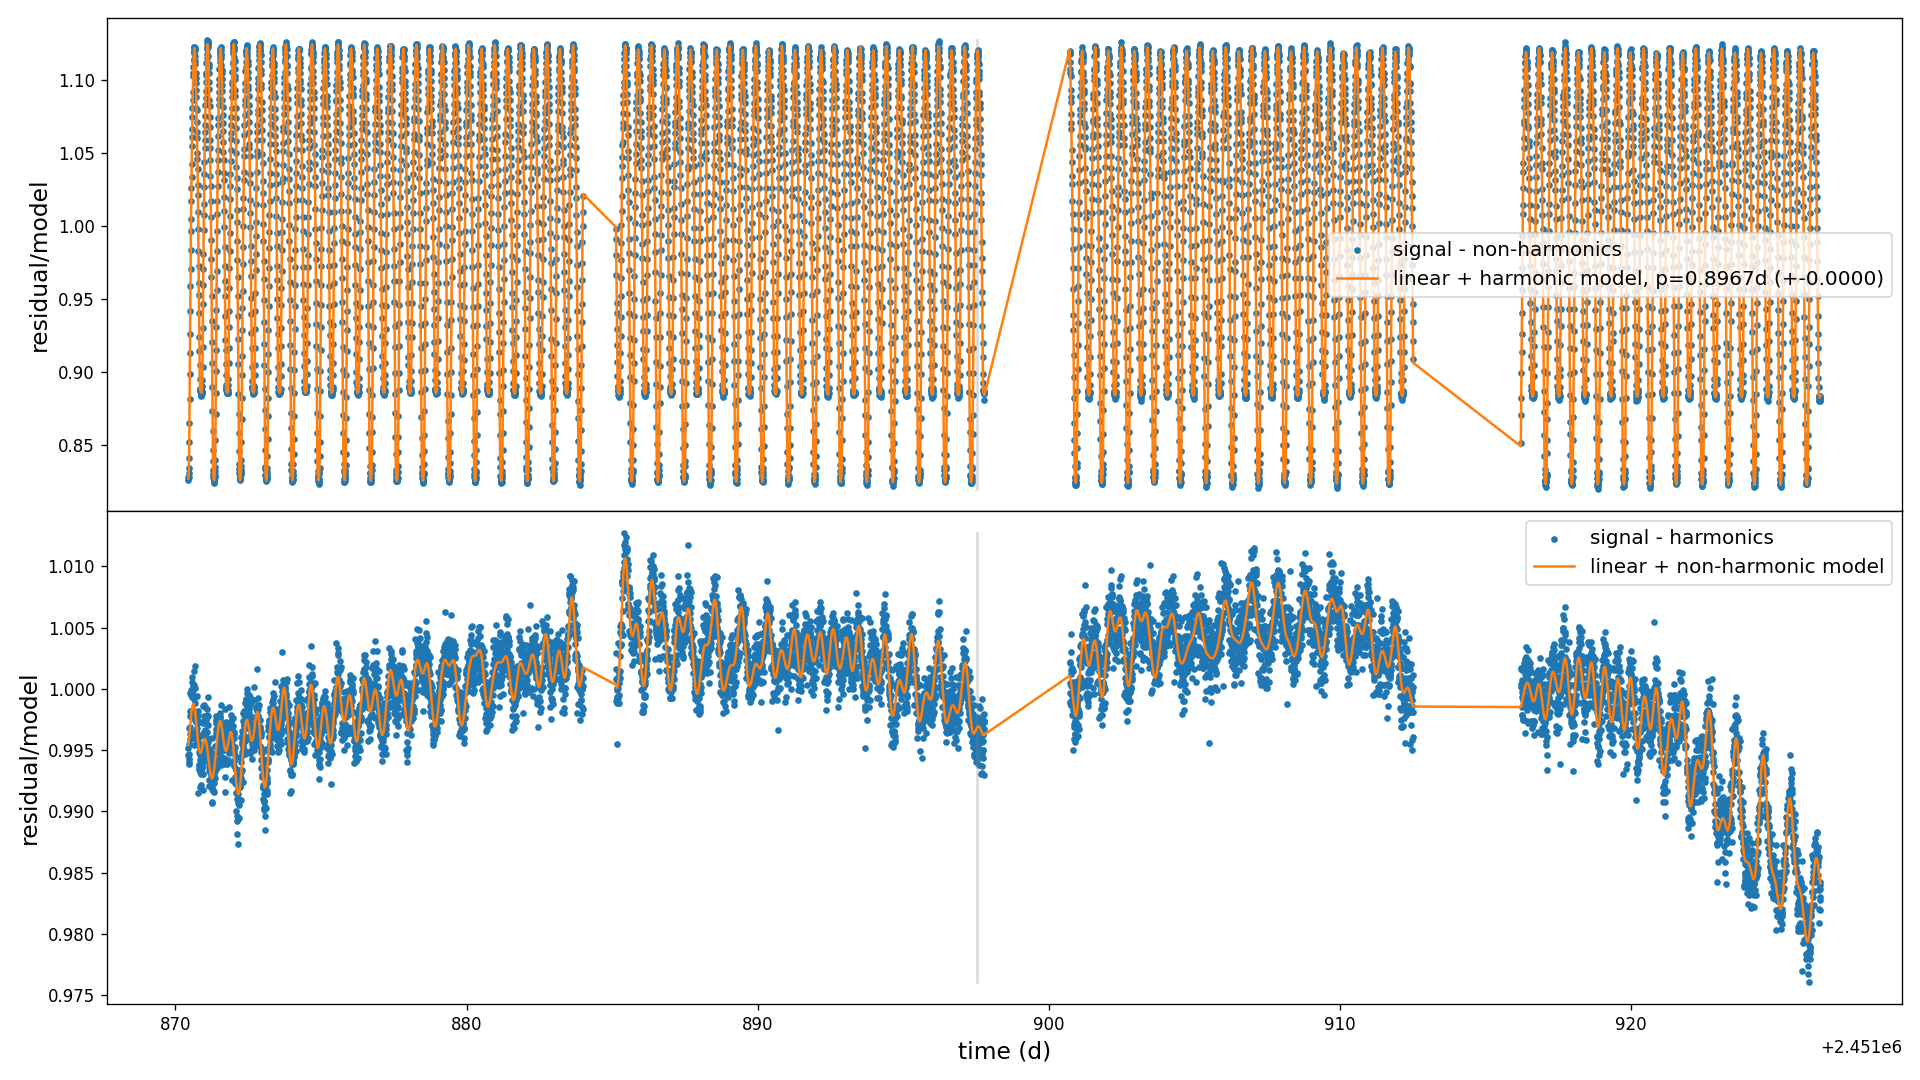 residual/model
1.10
1.05
1.00
0.95
0.90
0.85
signal - non-harmonics
linear + harmonic model, p=0.8967d (+-0.0000)
residual/model
1.010
1.005
1.000
0.995
0.990
0.985
0.980
0.975
signal - harmonics
linear + non-harmonic model
870 880 890 900 910 920
time (d)
+2.451e6